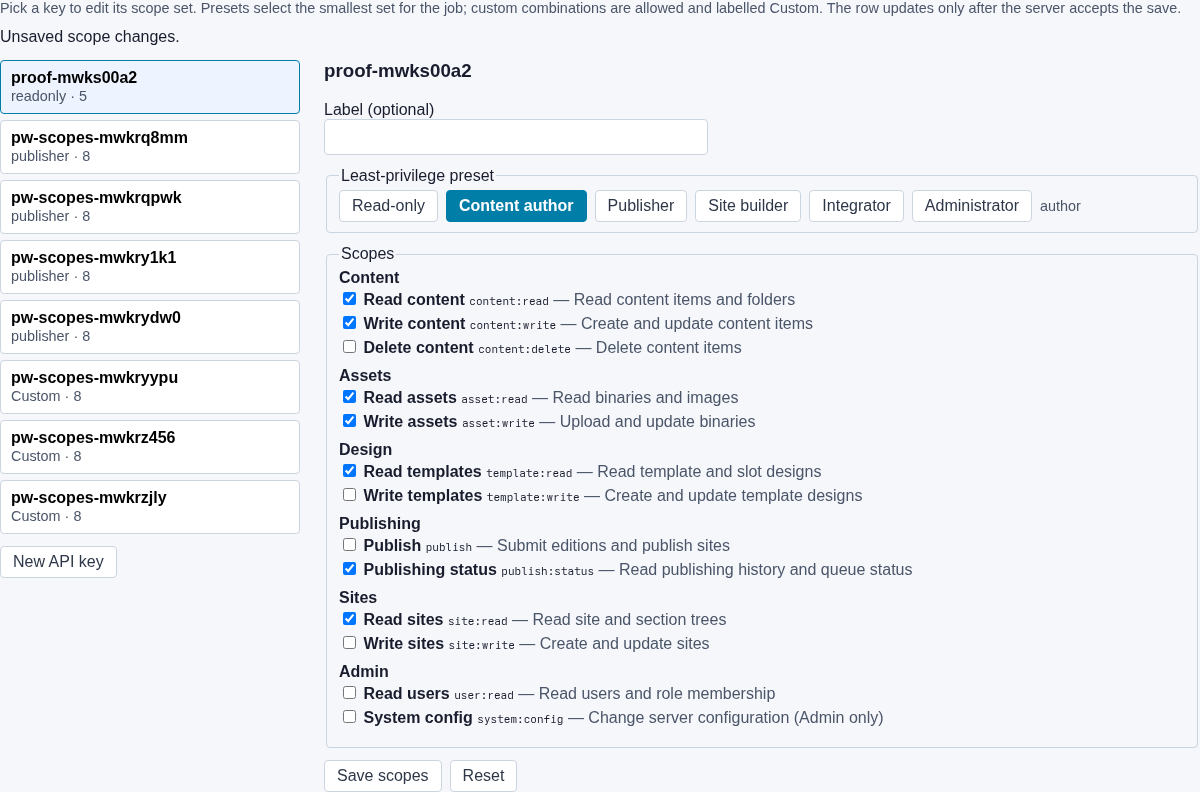 Pick a key to edit its scope set. Presets select the smallest set for the job; custom combinations are allowed and labelled Custom. The row updates only after the server accepts the save.
Unsaved scope changes.
proof-mwks00a2
readonly · 5
pw-scopes-mwkrq8mm
publisher · 8
pw-scopes-mwkrqpwk
publisher · 8
pw-scopes-mwkry1k1
publisher · 8
pw-scopes-mwkrydw0
publisher · 8
pw-scopes-mwkryypu
Custom · 8
pw-scopes-mwkrz456
Custom · 8
pw-scopes-mwkrzjly
Custom · 8
New API key
proof-mwks00a2
Label (optional)
Least-privilege preset
Read-only Content author Publisher Site builder Integrator Administrator author
Scopes
Content
Read content content:read — Read content items and folders
Write content content:write — Create and update content items
Delete content content:delete — Delete content items
Assets
Read assets asset:read — Read binaries and images
Write assets asset:write — Upload and update binaries
Design
Read templates template:read — Read template and slot designs
Write templates template:write — Create and update template designs
Publishing
Publish publish — Submit editions and publish sites
Publishing status publish:status — Read publishing history and queue status
Sites
Read sites site:read — Read site and section trees
Write sites site:write — Create and update sites
Admin
Read users user:read — Read users and role membership
System config system:config — Change server configuration (Admin only)
Save scopes Reset